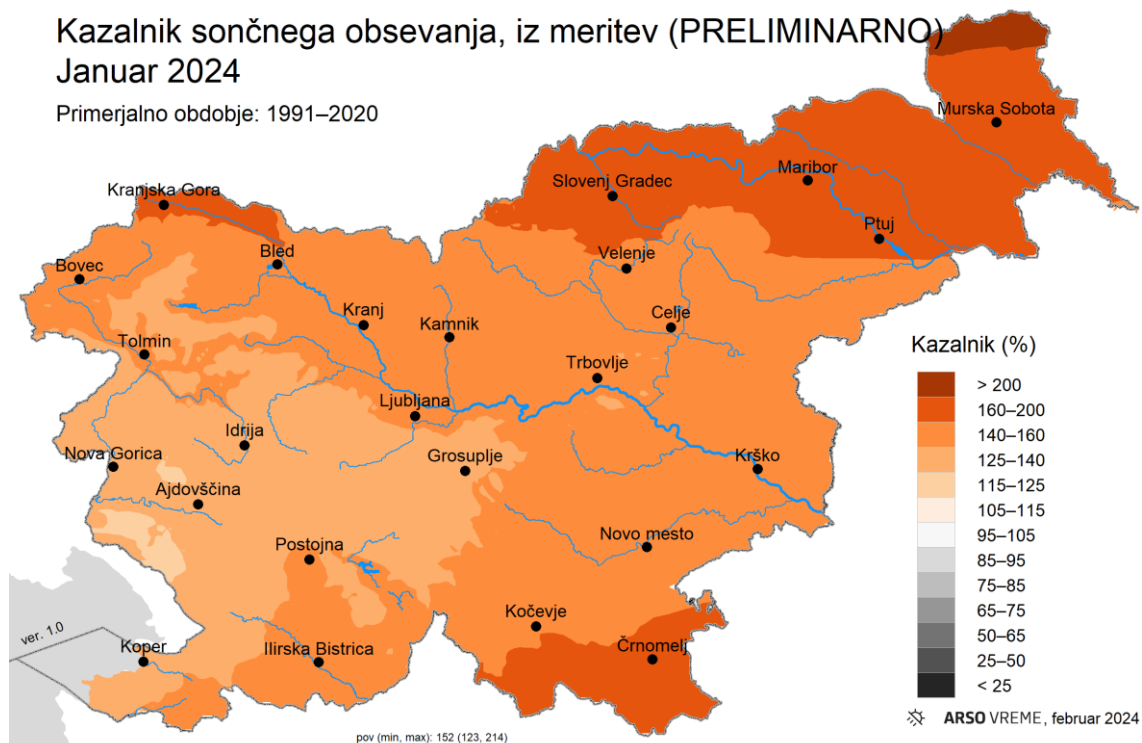 Kazalnik sončnega obsevanja, iz meritev (PRELIMINARNO)
Januar 2024
Primerjalno obdobje: 1991–2020
Murska Sobota
Maribor
Slovenj Gradec
Kranjska Gora
Ptuj
Bled
Velenje
Bovec
Kranj
Kamnik
Celje
Tolmin
Trbovlje
Ljubljana
Idrija
Nova Gorica
Grosuplje
Krško
Ajdovščina
Novo mesto
Postojna
Kočevje
ver. 1.0
Koper
Ilirska Bistrica
Črnomelj
Kazalnik (%)
> 200
160–200
140–160
125–140
115–125
105–115
95–105
85–95
75–85
65–75
50–65
25–50
< 25
ARSO VREME, februar 2024
pov (min, max): 152 (123, 214)